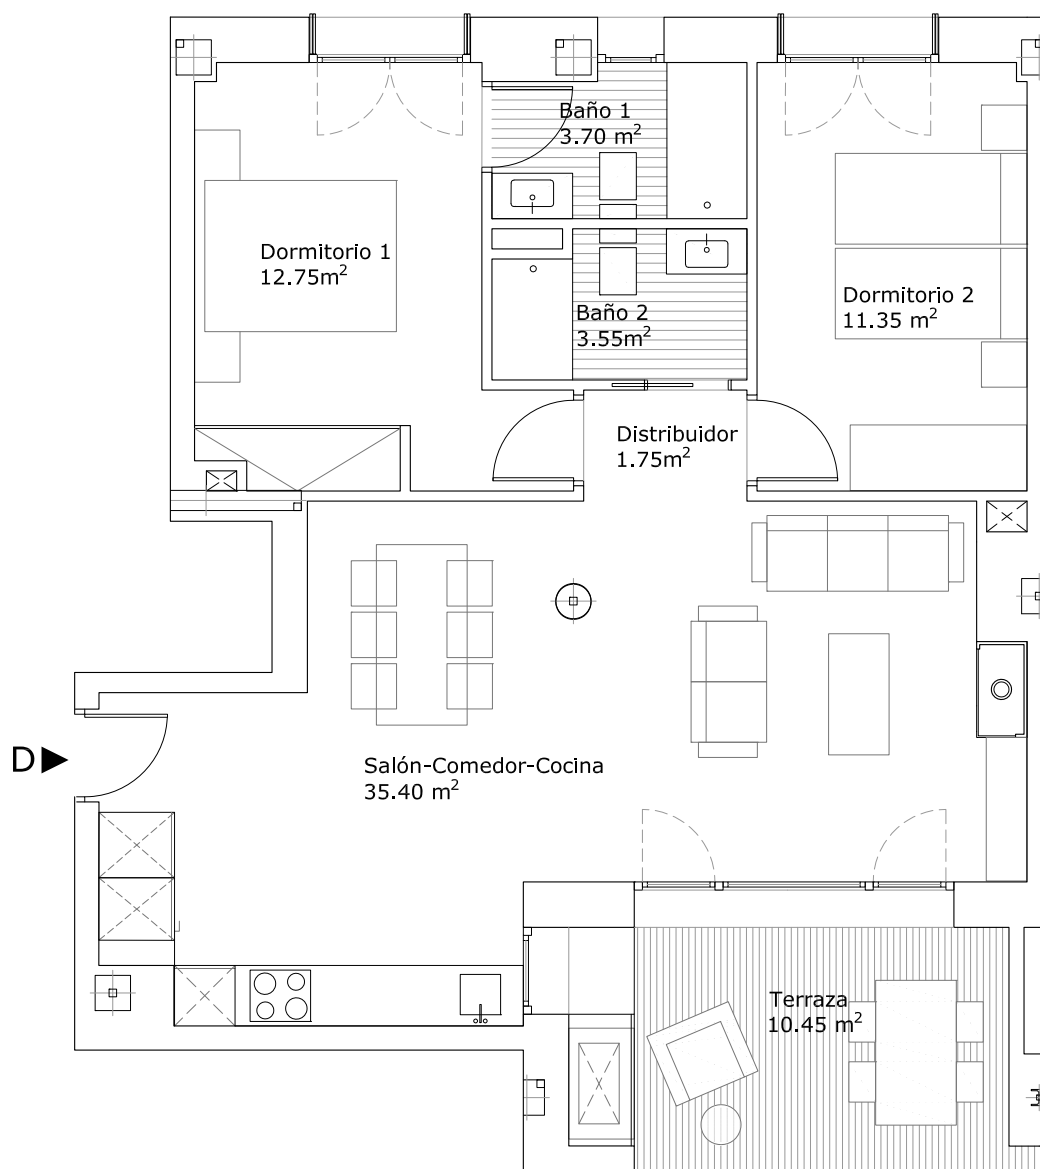 Baño 1
3.70 m²
Dormitorio 1
12.75m²
Dormitorio 2
11.35 m²
Baño 2
3.55m²
Distribuidor
1.75m²
D
Salón-Comedor-Cocina
35.40 m²
Terraza
10.45 m²